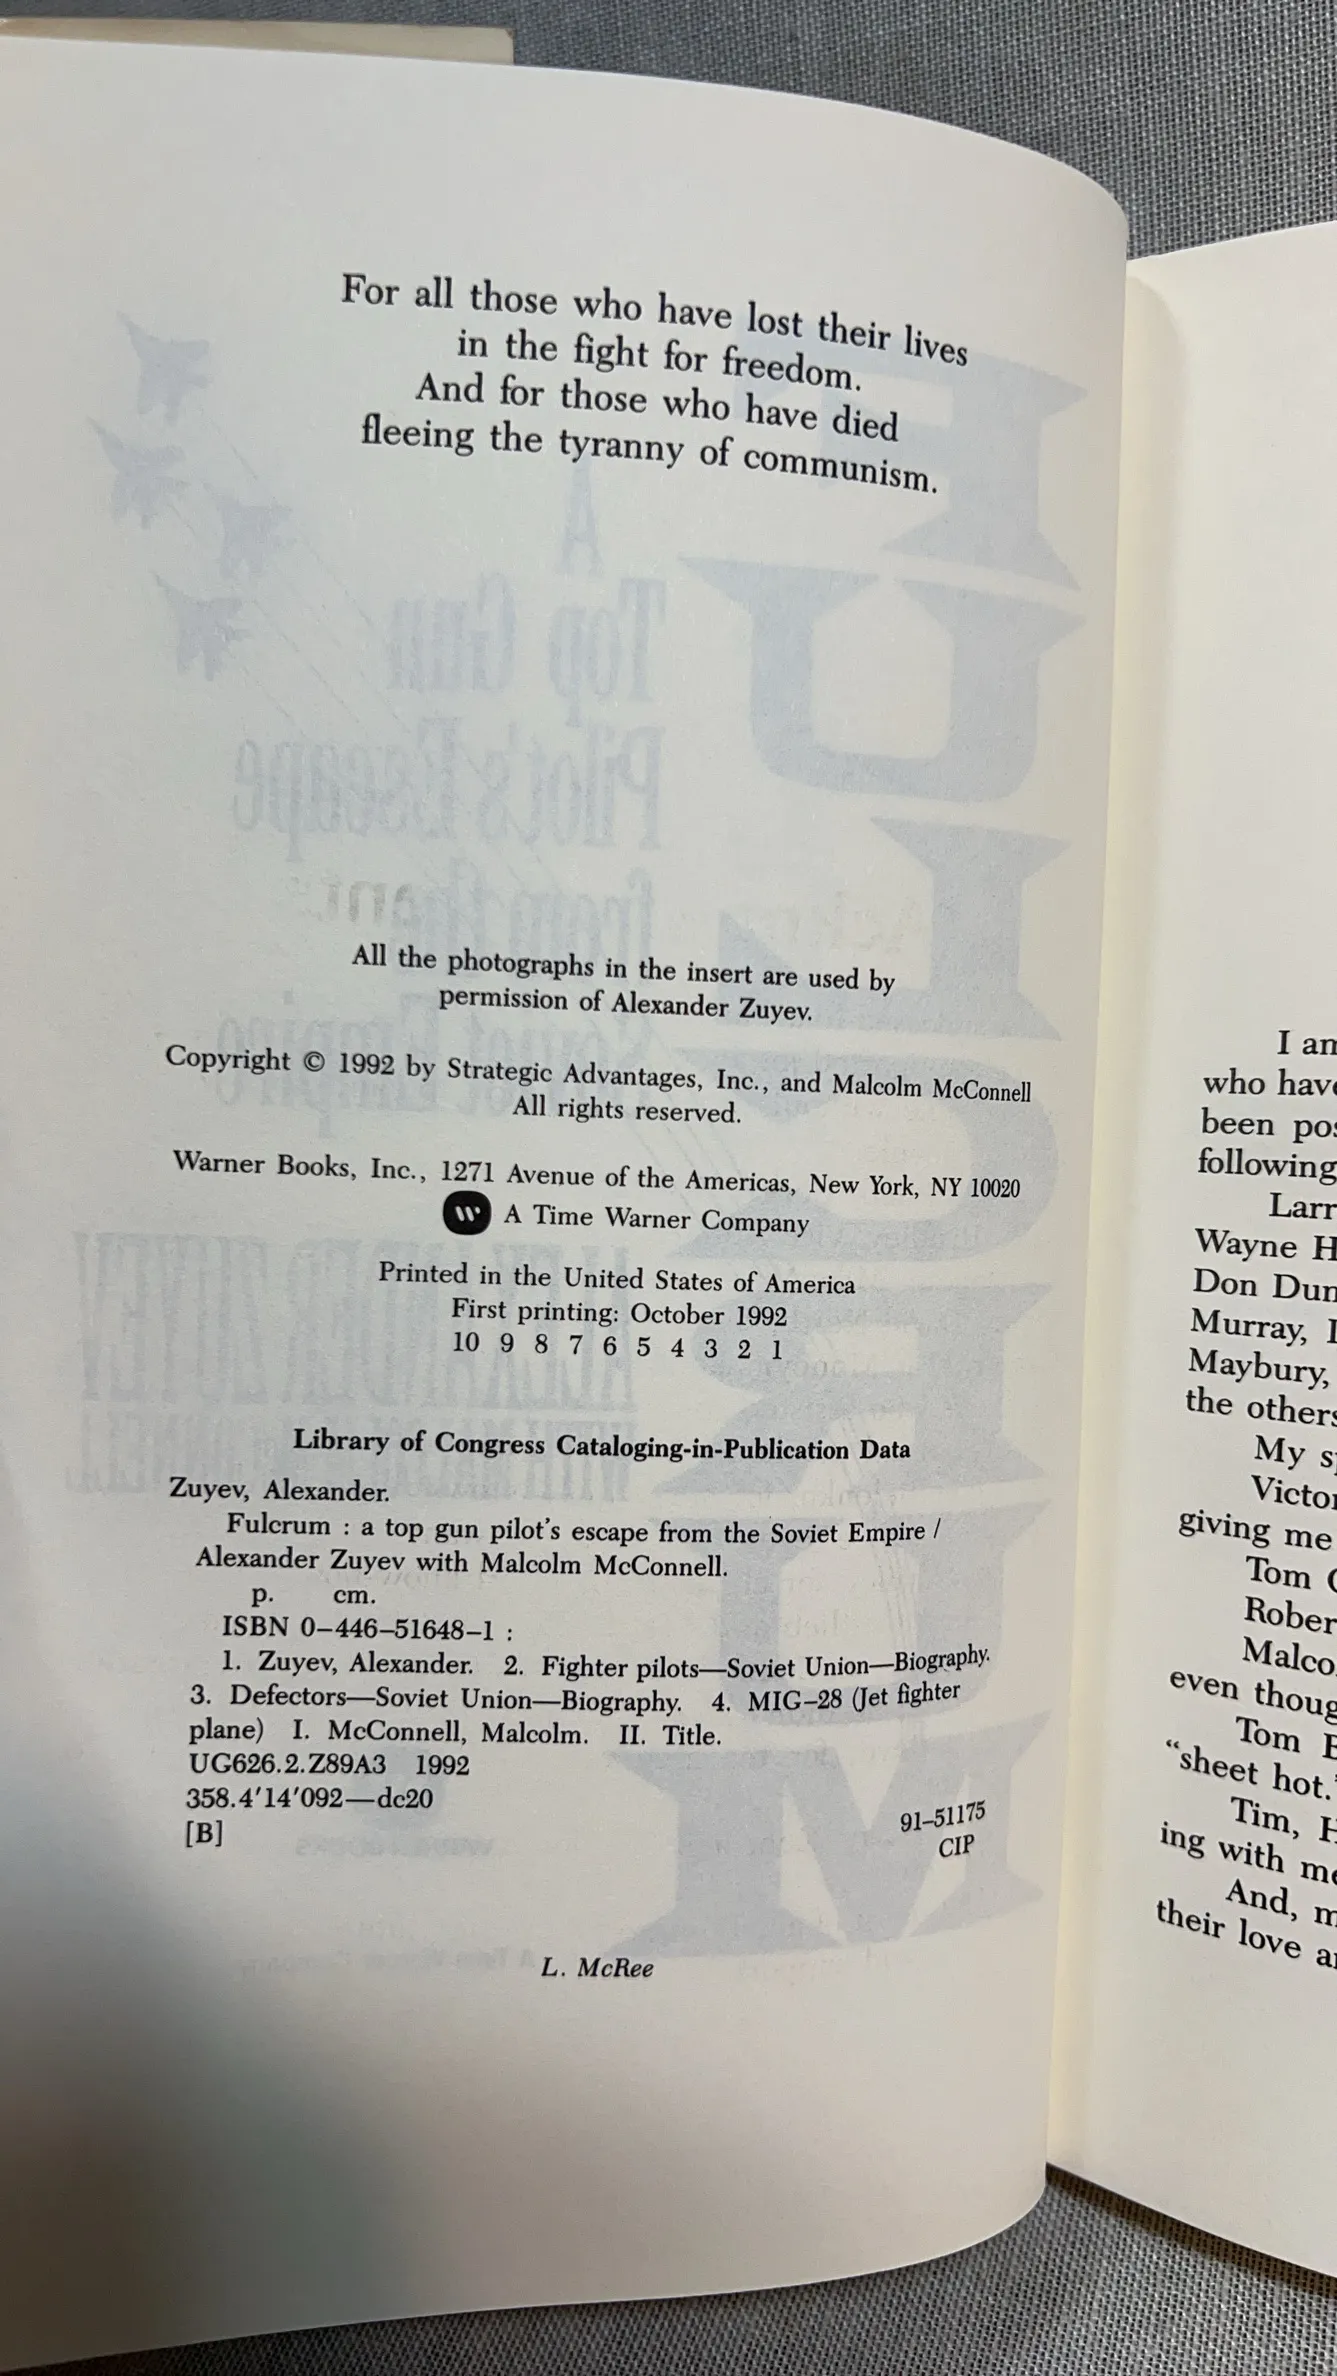 For all those who have lost their lives
in the fight for freedom.
And for those who have died
fleeing the tyranny of communism.
All the photographs in the insert are used by
permission of Alexander Zuyev.
Copyright © 1992 by Strategic Advantages, Inc., and Malcolm McConnell
All rights reserved.
Warner Books, Inc., 1271 Avenue of the Americas, New York, NY 10020
W A Time Warner Company
Printed in the United States of America
First printing: October 1992
10 9 8 7 6 5 4 3 2 1
Library of Congress Cataloging-in-Publication Data
Zuyev, Alexander.
Fulcrum : a top gun pilot's escape from the Soviet Empire /
Alexander Zuyev with Malcolm McConnell.
p. cm.
ISBN 0-446-51648-1 :
1. Zuyev, Alexander. 2. Fighter pilots—Soviet Union—Biography.
3. Defectors—Soviet Union—Biography. 4. MIG-28 (Jet fighter
plane) I. McConnell, Malcolm. II. Title.
UG626.2.Z89A3 1992
358.4'14'092—dc20
[B]
91-51175
CIP
L. McRee
I am
who have
been
following
Wayne
Don
Murray,
Maybury,
the others
My
giving me
Tom
even
Tom
"sheet hot."
Tim,
ing with me
And,
their love